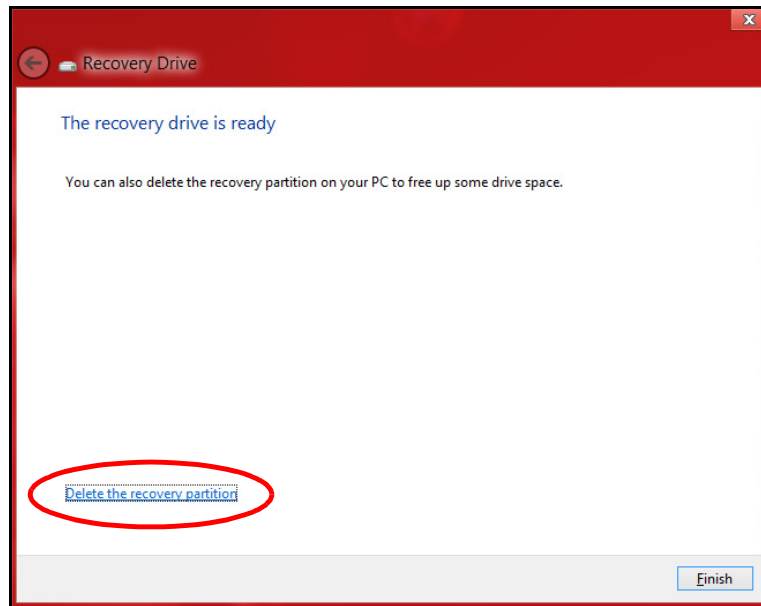 Recovery Drive
The recovery drive is ready
You can also delete the recovery partition on your PC to free up some drive space.
Delete the recovery partition
Finish